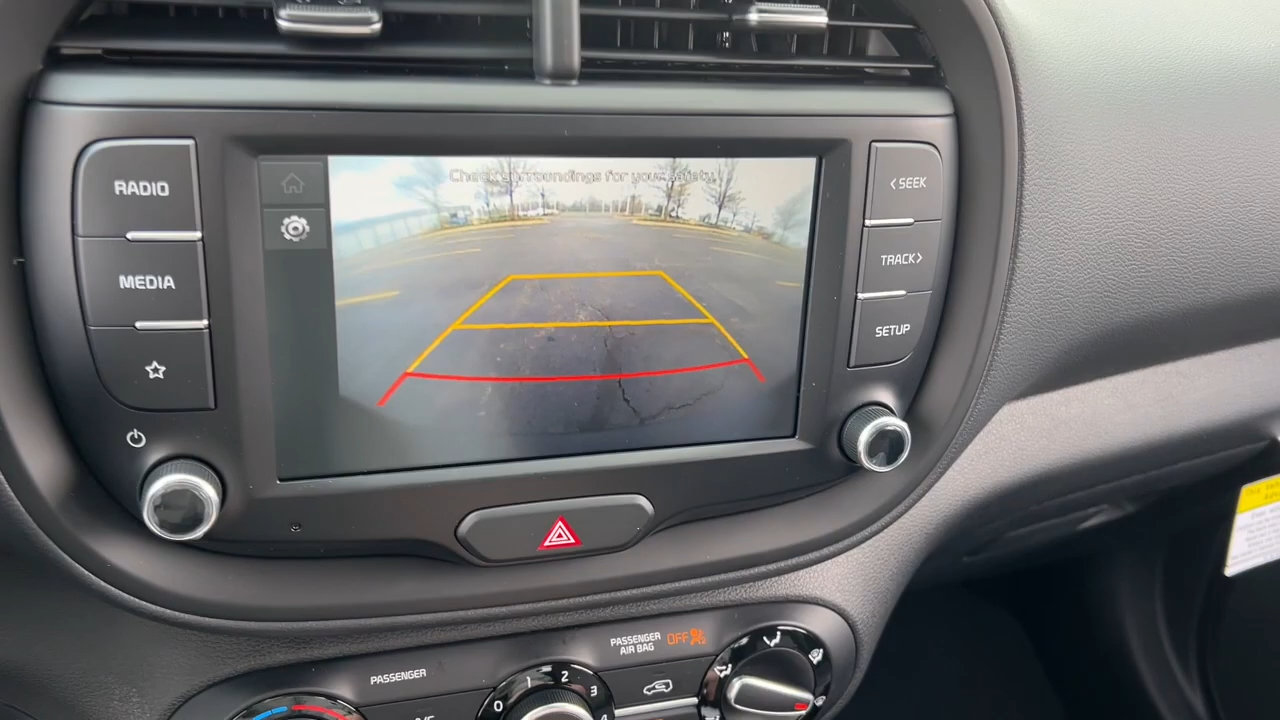 RADIO
MEDIA
Check surroundings for your safety.
< SEEK
TRACK >
SETUP
PASSENGER
AIR BAG
OFF
PASSENGER
0 1 2 3 4